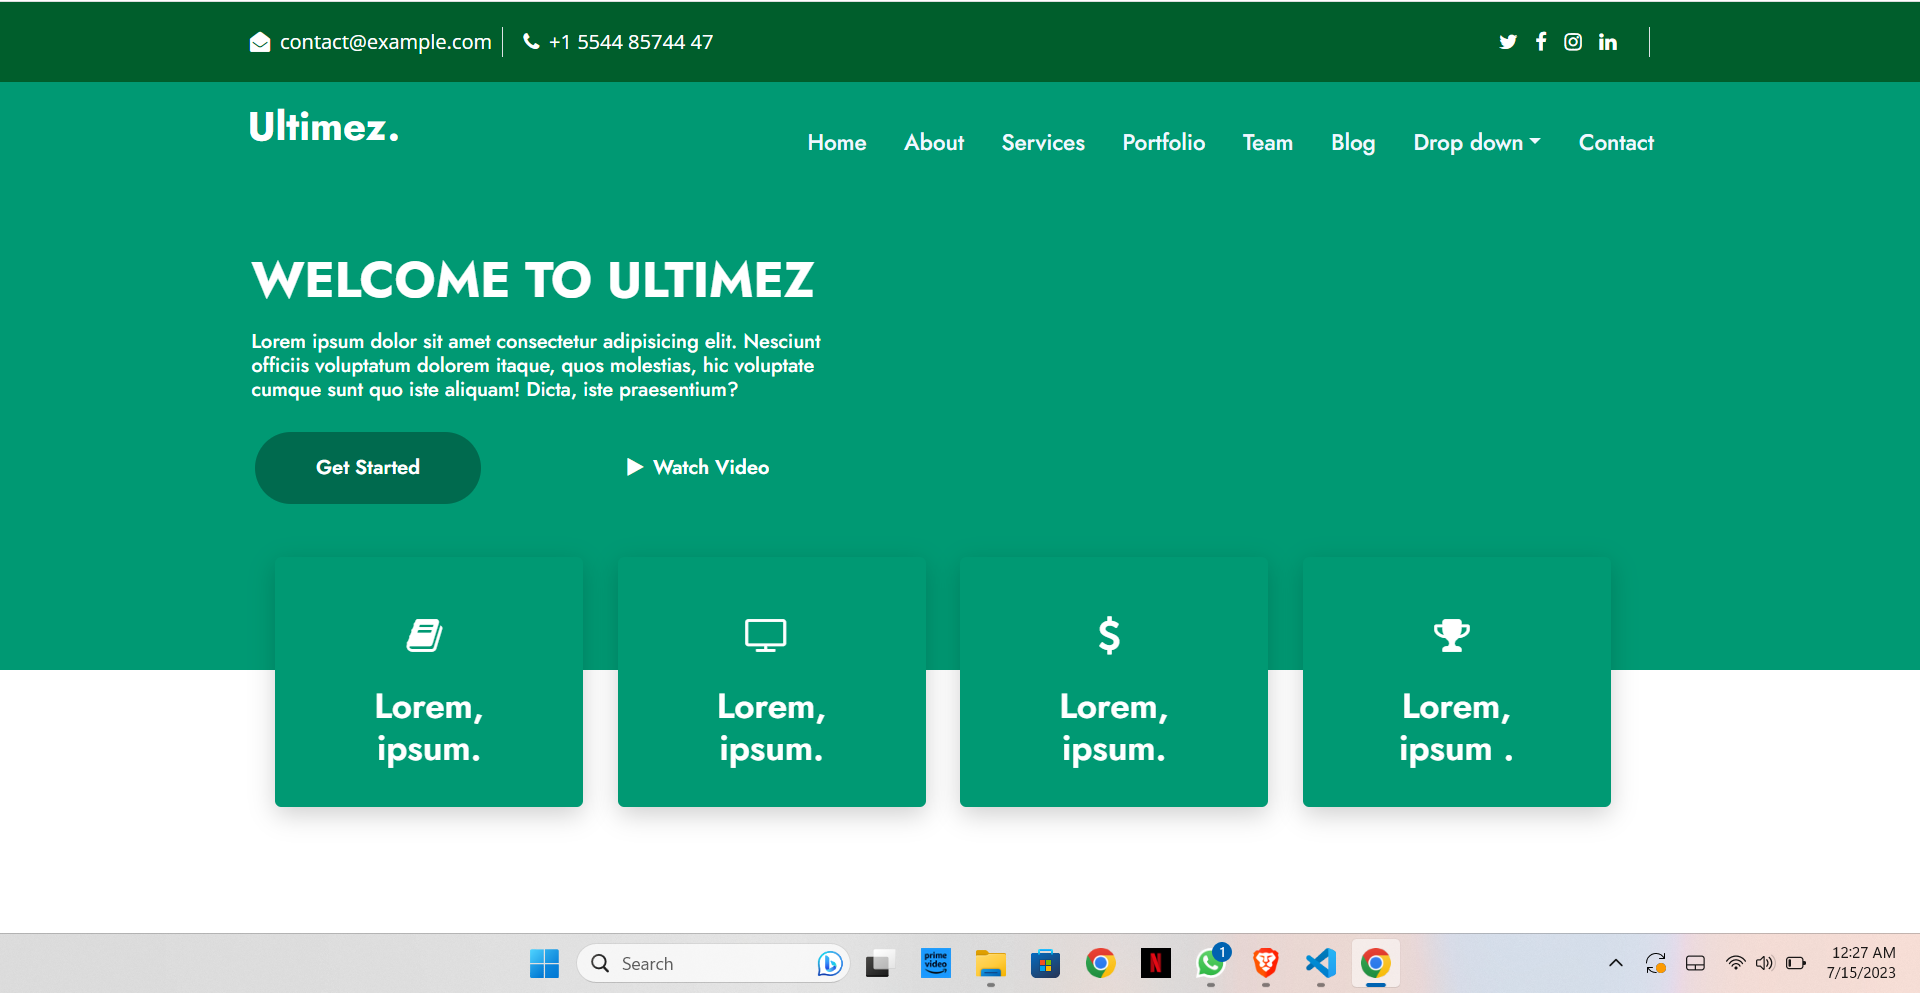 contact@example.com
+1 5544 85744 47
Ultimez.
Home About Services Portfolio Team Blog Drop down Contact
WELCOME TO ULTIMEZ
Lorem ipsum dolor sit amet consectetur adipisicing elit. Nesciunt
officiis voluptatum dolorem itaque, quos molestias, hic voluptate
cumque sunt quo iste aliquam! Dicta, iste praesentium?
Get Started
Watch Video
Lorem,
ipsum.
Lorem,
ipsum.
Lorem,
ipsum.
Lorem,
ipsum .
Search
prime
video
N
1
12:27 AM
7/15/2023